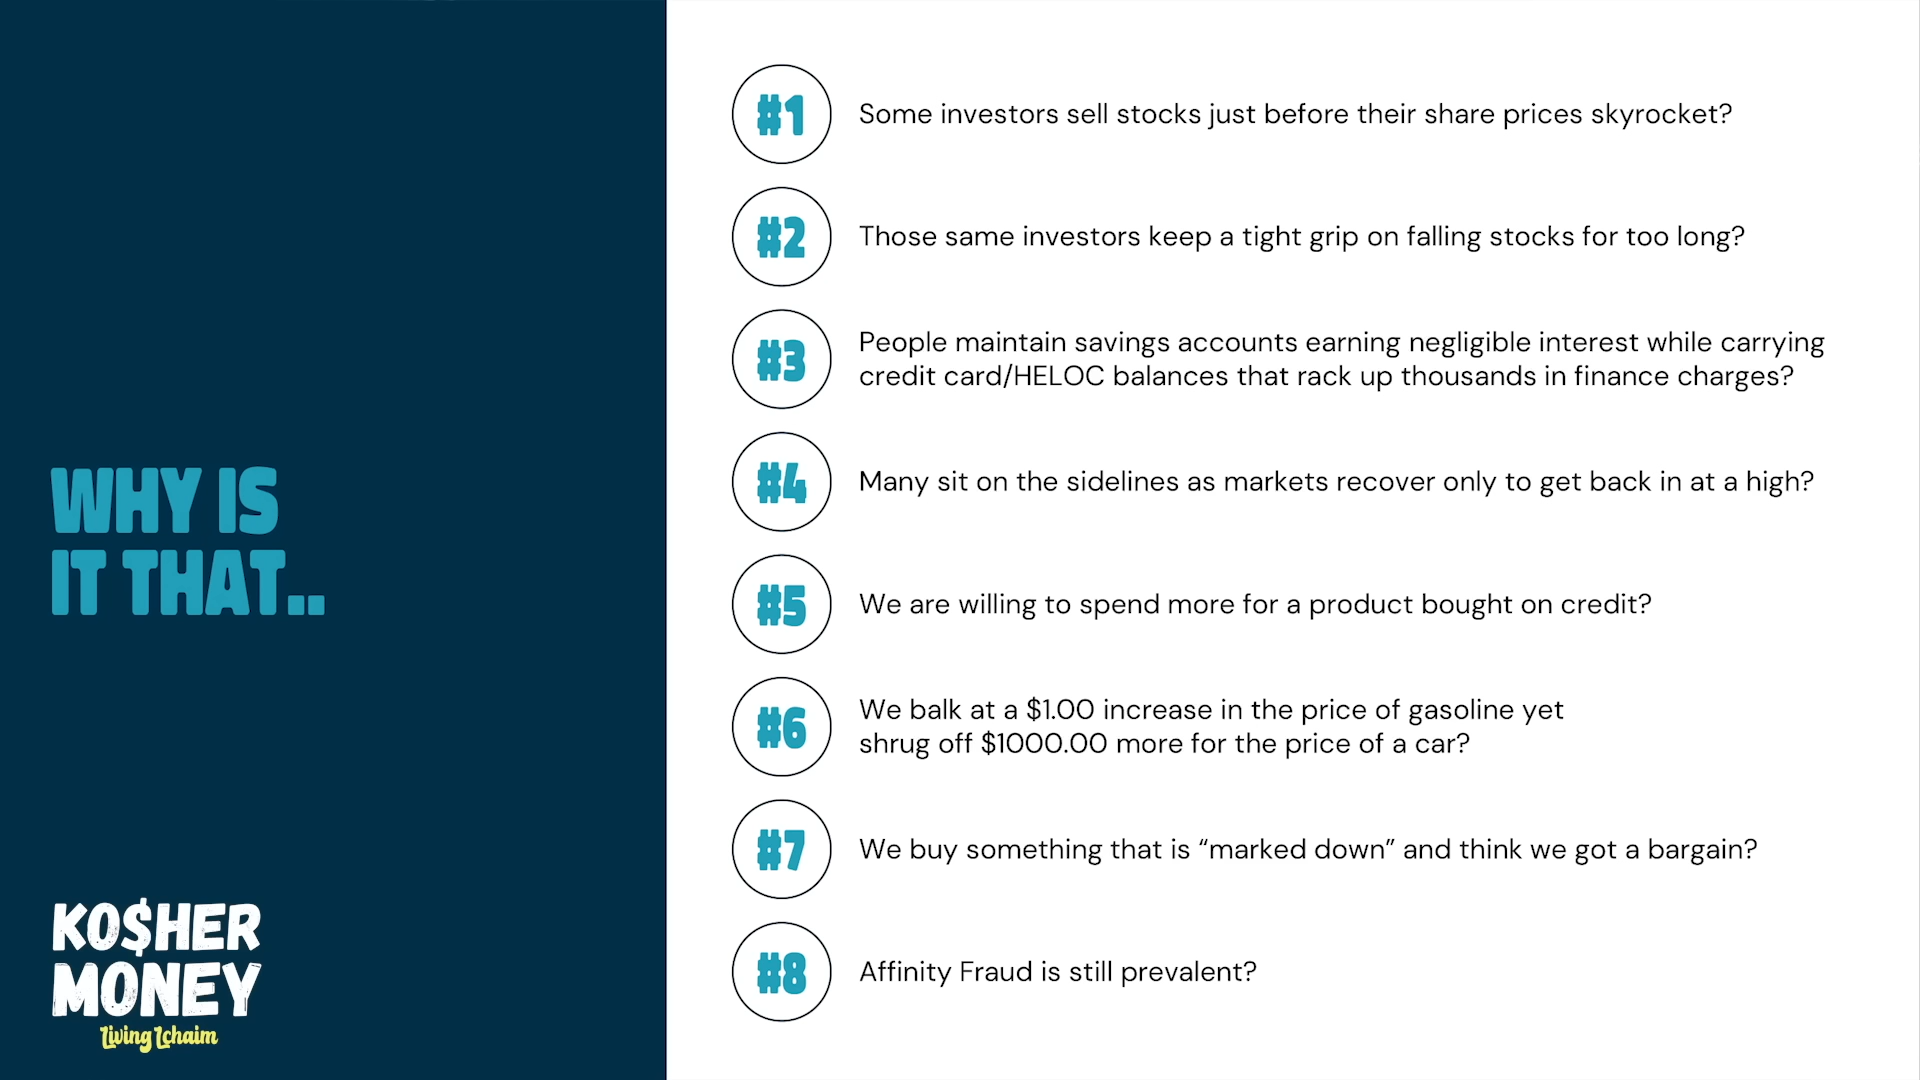 WHY IS
IT THAT..
KO$HER
MONEY
Living Lchaim
#1
Some investors sell stocks just before their share prices skyrocket?
#2
Those same investors keep a tight grip on falling stocks for too long?
#3
People maintain savings accounts earning negligible interest while carrying
credit card/HELOC balances that rack up thousands in finance charges?
#4
Many sit on the sidelines as markets recover only to get back in at a high?
#5
We are willing to spend more for a product bought on credit?
#6
We balk at a $1.00 increase in the price of gasoline yet
shrug off $1000.00 more for the price of a car?
#7
We buy something that is “marked down” and think we got a bargain?
#8
Affinity Fraud is still prevalent?